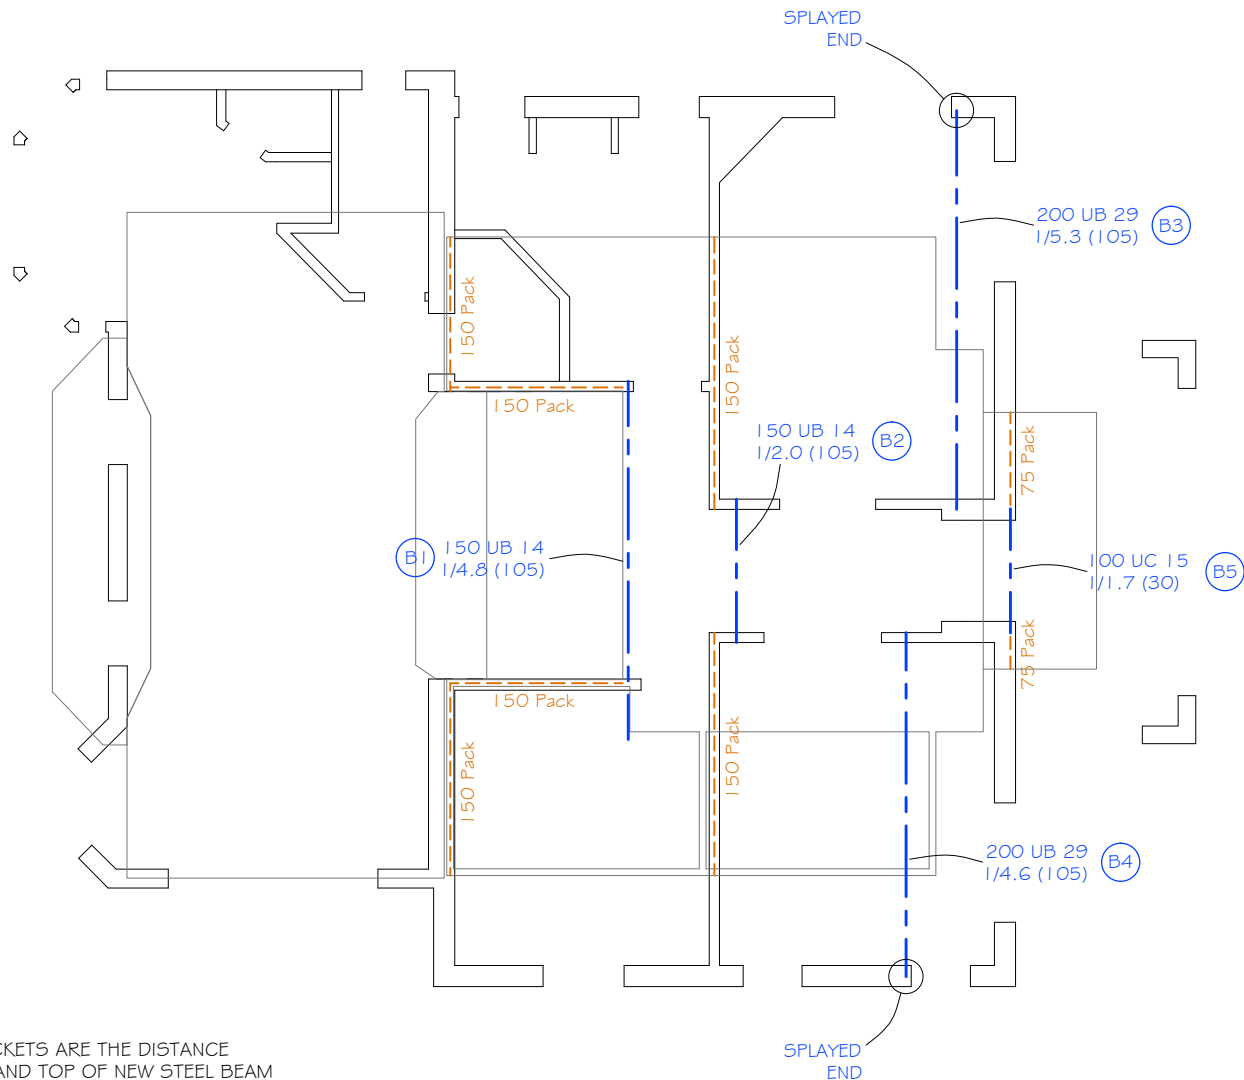 SPLAYED
END
200 UB 29
1/5.3 (105)
B3
150 Pack
150 Pack
150 Pack
150 UB 14
1/2.0 (105)
B2
75 Pack
B1
150 UB 14
1/4.8 (105)
100 UC 15
1/1.7 (30)
B5
75 Pack
150 Pack
150 Pack
150 Pack
200 UB 29
1/4.6 (105)
B4
SPLAYED
END
CKETS ARE THE DISTANCE
AND TOP OF NEW STEEL BEAM